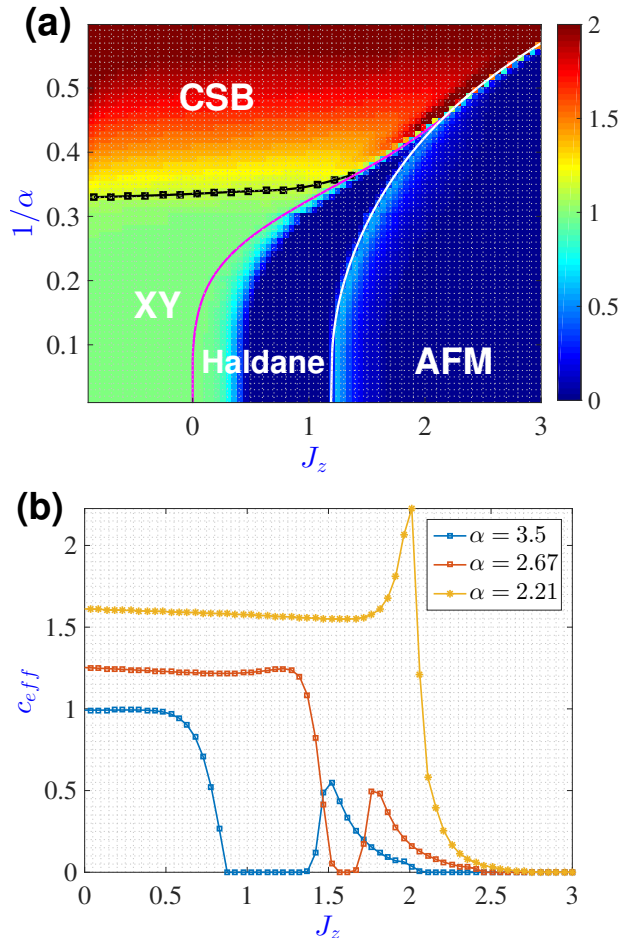 (a)
2
1.5
1
0.5
0
0.5
0.4
0.3
0.2
0.1
1/α
CSB
XY
Haldane
AFM
0 1 2 3
J_z
(b)
2
1.5
1
0.5
0
c_{eff}
α = 3.5
α = 2.67
α = 2.21
0 0.5 1 1.5 2 2.5 3
J_z